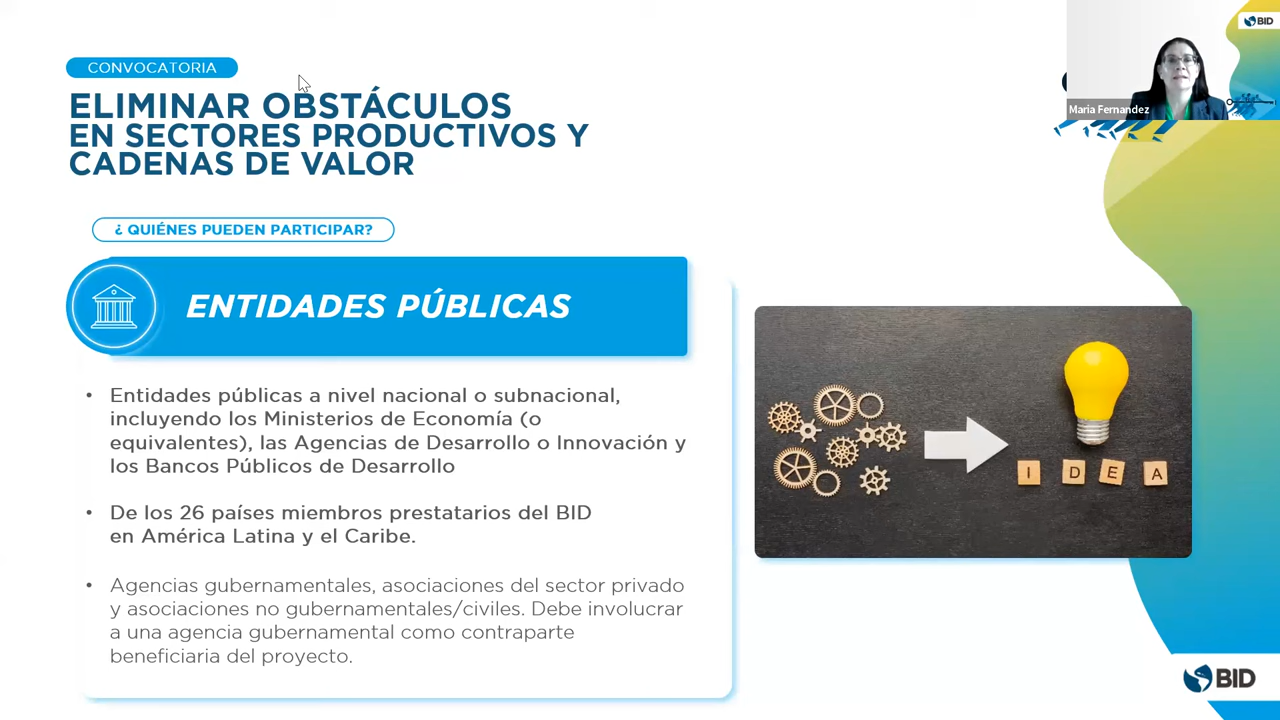 CONVOCATORIA
ELIMINAR OBSTÁCULOS
EN SECTORES PRODUCTIVOS Y
CADENAS DE VALOR
¿ QUIÉNES PUEDEN PARTICIPAR?
ENTIDADES PÚBLICAS
• Entidades públicas a nivel nacional o subnacional,
incluyendo los Ministerios de Economía (o
equivalentes), las Agencias de Desarrollo o Innovación y
los Bancos Públicos de Desarrollo
• De los 26 países miembros prestatarios del BID
en América Latina y el Caribe.
• Agencias gubernamentales, asociaciones del sector privado
y asociaciones no gubernamentales/civiles. Debe involucrar
a una agencia gubernamental como contraparte
beneficiaria del proyecto.
IDEA
BID
Maria Fernandez
BID